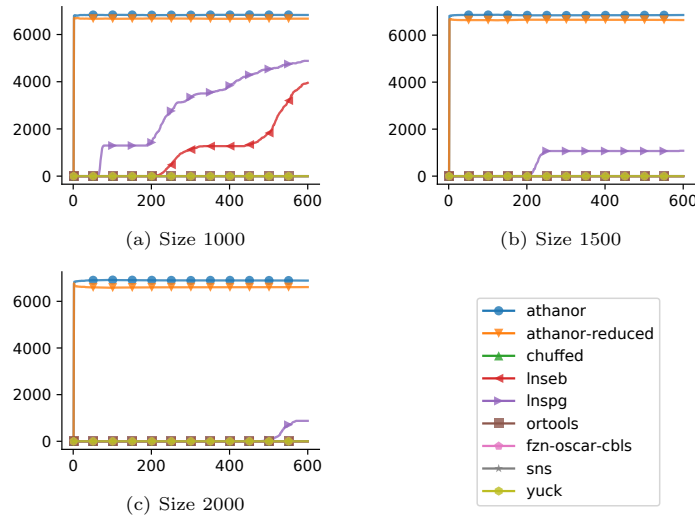 6000
4000
2000
0
0 200 400 600
(a) Size 1000
6000
4000
2000
0
0 200 400 600
(b) Size 1500
6000
4000
2000
0
0 200 400 600
(c) Size 2000
athanor
athanor-reduced
chuffed
lnseb
lnspg
ortools
fzn-oscar-cbls
sns
yuck